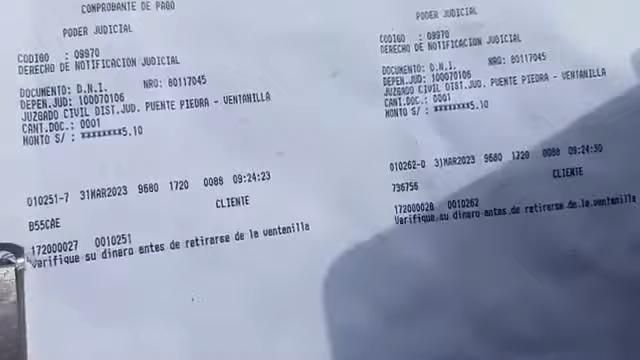 COMPROBANTE DE PAGO
PODER JUDICIAL
CODIGO : 09970
DERECHO DE NOTIFICACION JUDICIAL
DOCUMENTO: D.N.I. NRO: 80117045
DEPEN.JUD: 100070106
JUZGADO CIVIL DIST.JUD. PUENTE PIEDRA - VENTANILLA
CANT.DOC.: 0001
MONTO S/ : ********5.10
010251-7 31MAR2023 9680 1720 0088 09:24:23
CLIENTE
B55CAE
172000027 0010251
Verifique su dinero antes de retirarse de la ventanilla
PODER JUDICIAL
CODIGO : 09970
DERECHO DE NOTIFICACION JUDICIAL
DOCUMENTO: D.N.I. NRO: 80117045
DEPEN.JUD: 100070106
JUZGADO CIVIL DIST.JUD. PUENTE PIEDRA - VENTANILLA
CANT.DOC.: 0001
MONTO S/ : ********5.10
010262-0 31MAR2023 9680 1720 0088 09:24:30
CLIENTE
736756
172000028 0010262
Verifique su dinero antes de retirarse de la ventanilla